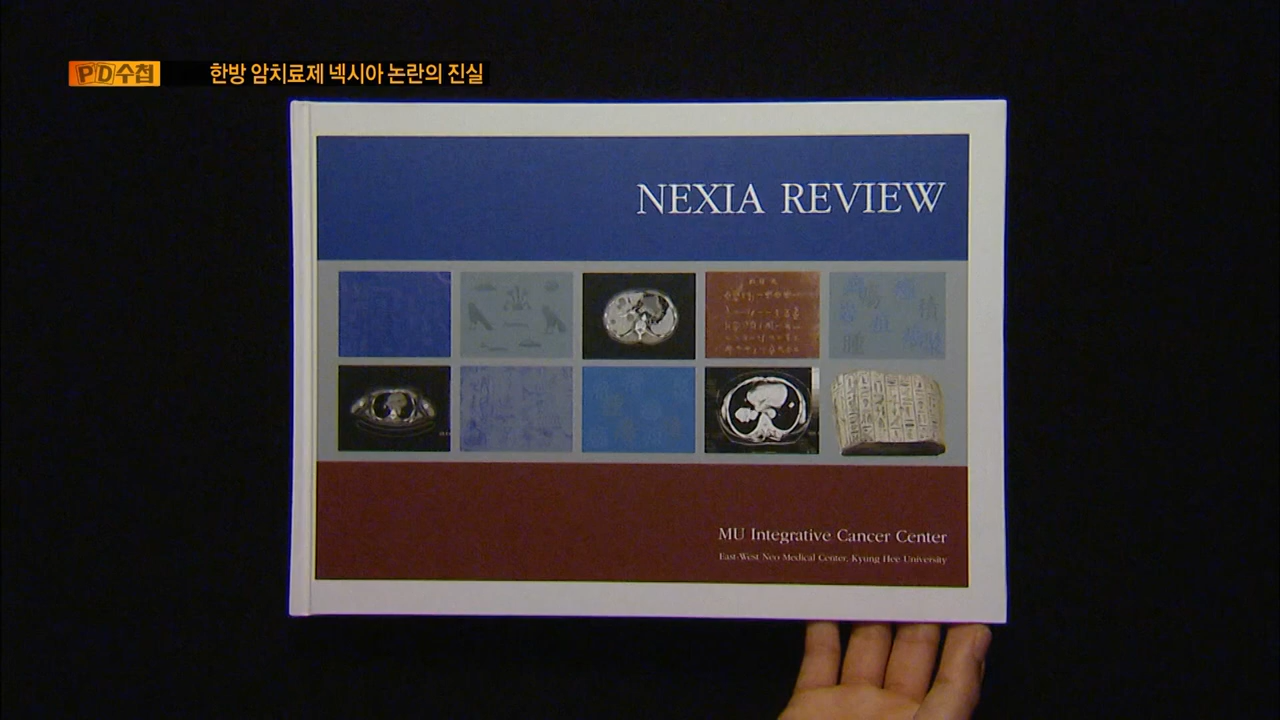 PD수첩 한방 암치료제 넥시아 논란의 진실
NEXIA REVIEW
MU Integrative Cancer Center
East-West Neo Medical Center, Kyung Hee University